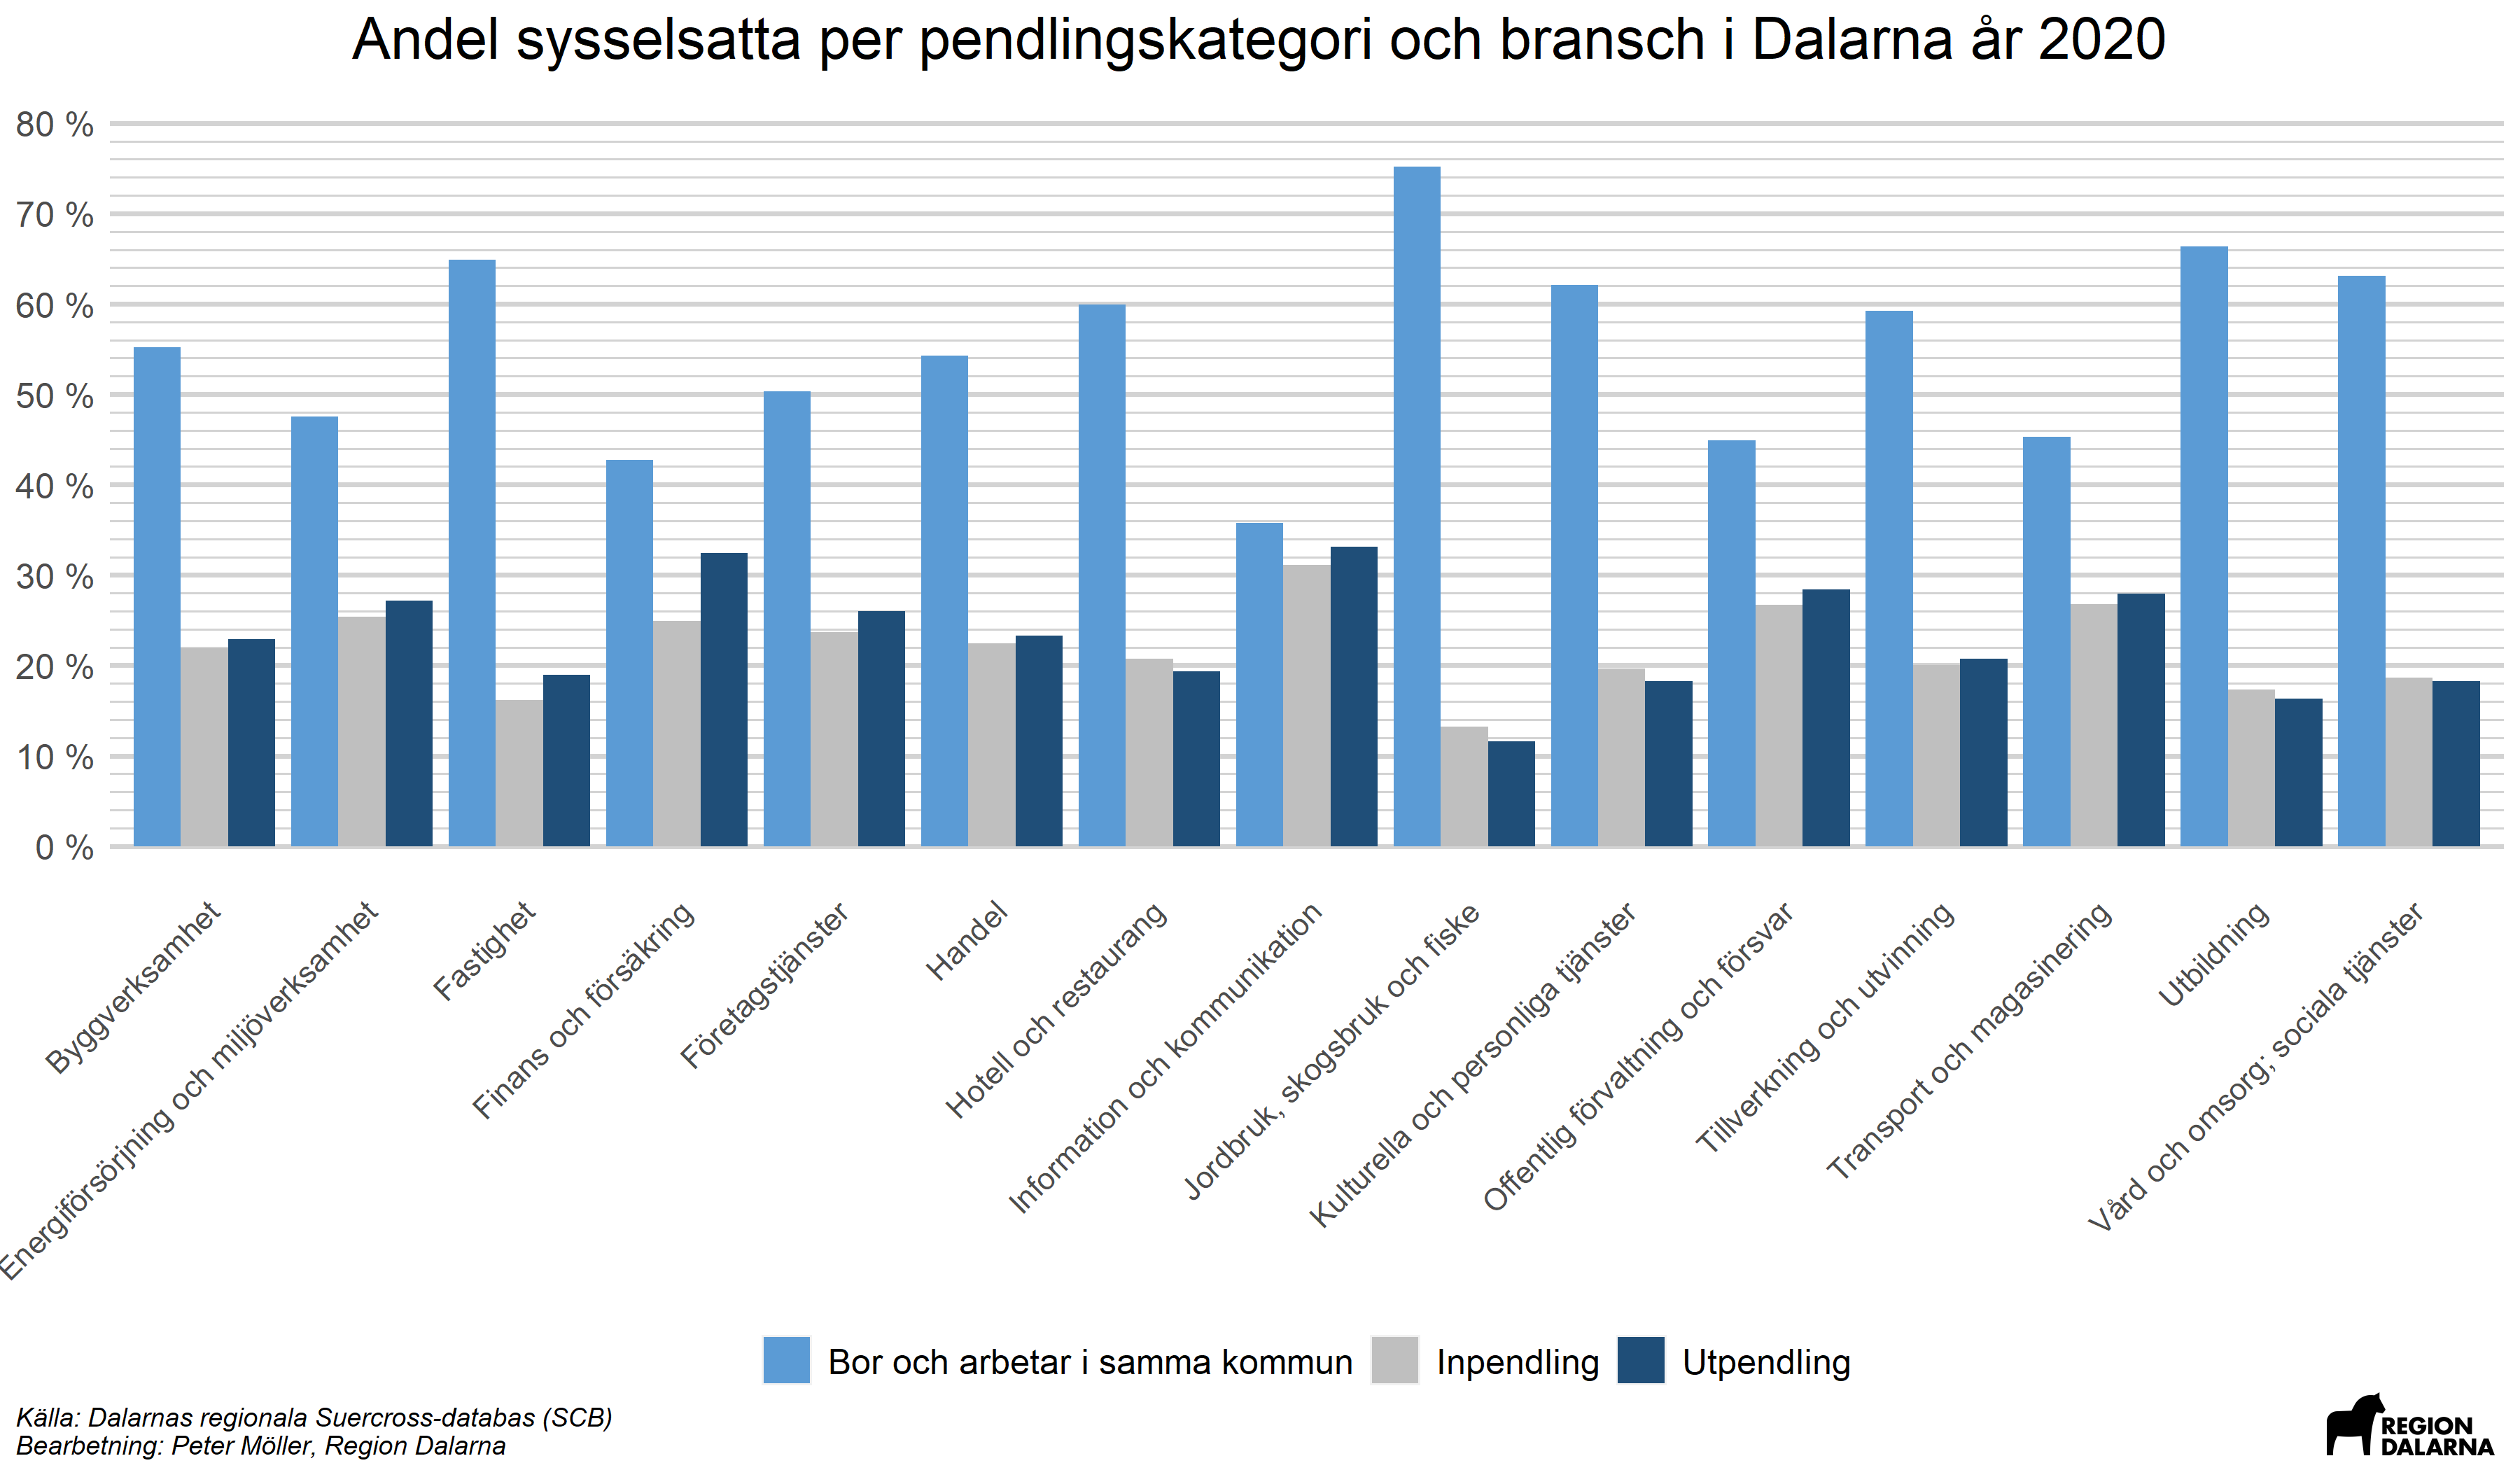 Andel sysselsatta per pendlingskategori och bransch i Dalarna år 2020
80 %
70 %
60 %
50 %
40 %
30 %
20 %
10 %
0 %
Byggverksamhet
Energiförsörjning och miljöverksamhet
Fastighet
Finans och försäkring
Företagstjänster
Handel
Hotell och restaurang
Information och kommunikation
Jordbruk, skogsbruk och fiske
Kulturella och personliga tjänster
Offentlig förvaltning och försvar
Tillverkning och utvinning
Transport och magasinering
Utbildning
Vård och omsorg; sociala tjänster
Bor och arbetar i samma kommun
Inpendling
Utpendling
Källa: Dalarnas regionala Suercross-databas (SCB)
Bearbetning: Peter Möller, Region Dalarna
REGION
DALARNA